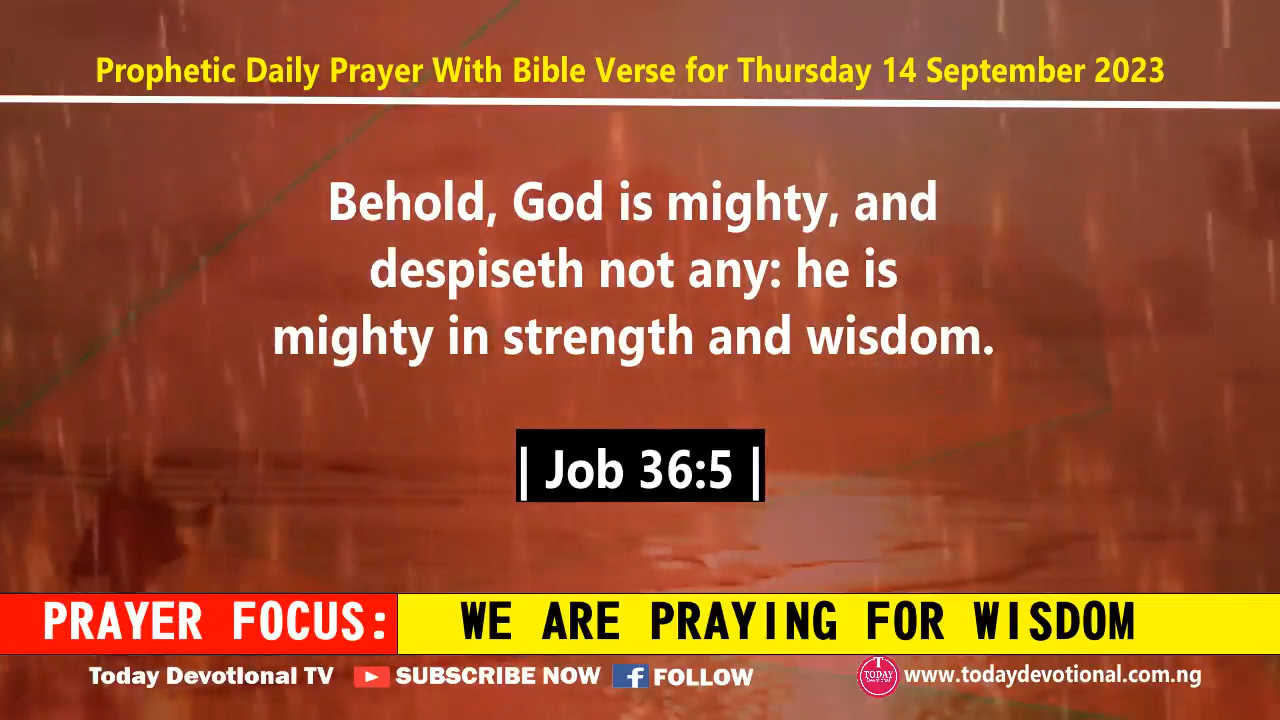 Prophetic Daily Prayer With Bible Verse for Thursday 14 September 2023
Behold, God is mighty, and
despiseth not any: he is
mighty in strength and wisdom.
| Job 36:5 |
PRAYER FOCUS: WE ARE PRAYING FOR WISDOM
Today Devotional TV SUBSCRIBE NOW f FOLLOW T TODAY Devotional www.todaydevotional.com.ng